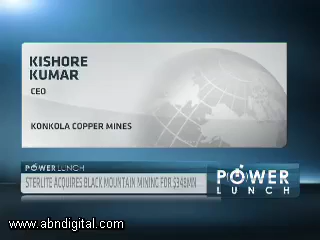 KISHORE
KUMAR
CEO
KONKOLA COPPER MINES
POWER LUNCH
STERLITE ACQUIRES BLACK MOUNTAIN MINING FOR $348MN
POWER
LUNCH
www.abndigital.com